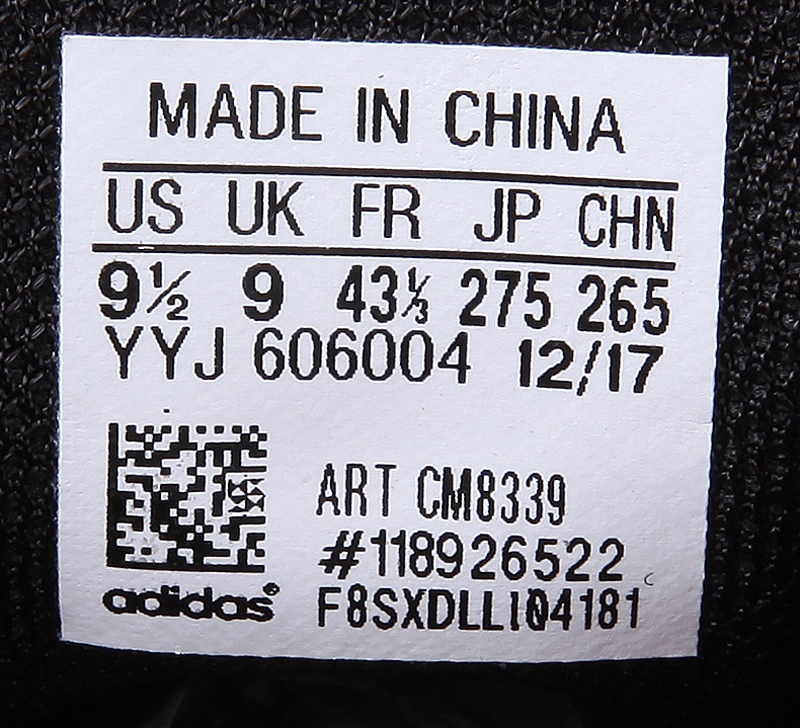 MADE IN CHINA
US UK FR JP CHN
9½ 9 43⅓ 275 265
YYJ 606004 12/17
ART CM8339
#118926522
adidas®
F8SXDLL104181